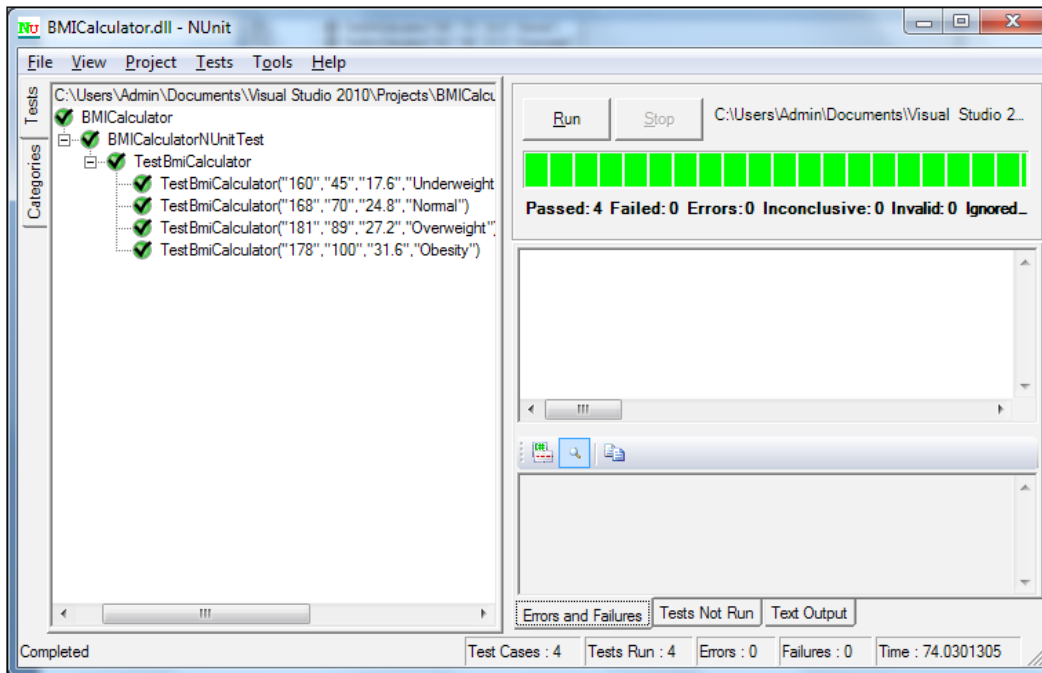 NU BMICalculator.dll - NUnit
File View Project Tests Tools Help
Tests
Categories
C:\Users\Admin\Documents\Visual Studio 2010\Projects\BMICalcu
BMICalculator
BMICalculatorNUnitTest
TestBmiCalculator
TestBmiCalculator("160","45","17.6","Underweight
TestBmiCalculator("168","70","24.8","Normal")
TestBmiCalculator("181","89","27.2","Overweight")
TestBmiCalculator("178","100","31.6","Obesity")
Run Stop C:\Users\Admin\Documents\Visual Studio 2...
Passed: 4 Failed: 0 Errors: 0 Inconclusive: 0 Invalid: 0 Ignored...
Errors and Failures Tests Not Run Text Output
Completed Test Cases : 4 Tests Run : 4 Errors : 0 Failures : 0 Time : 74.0301305